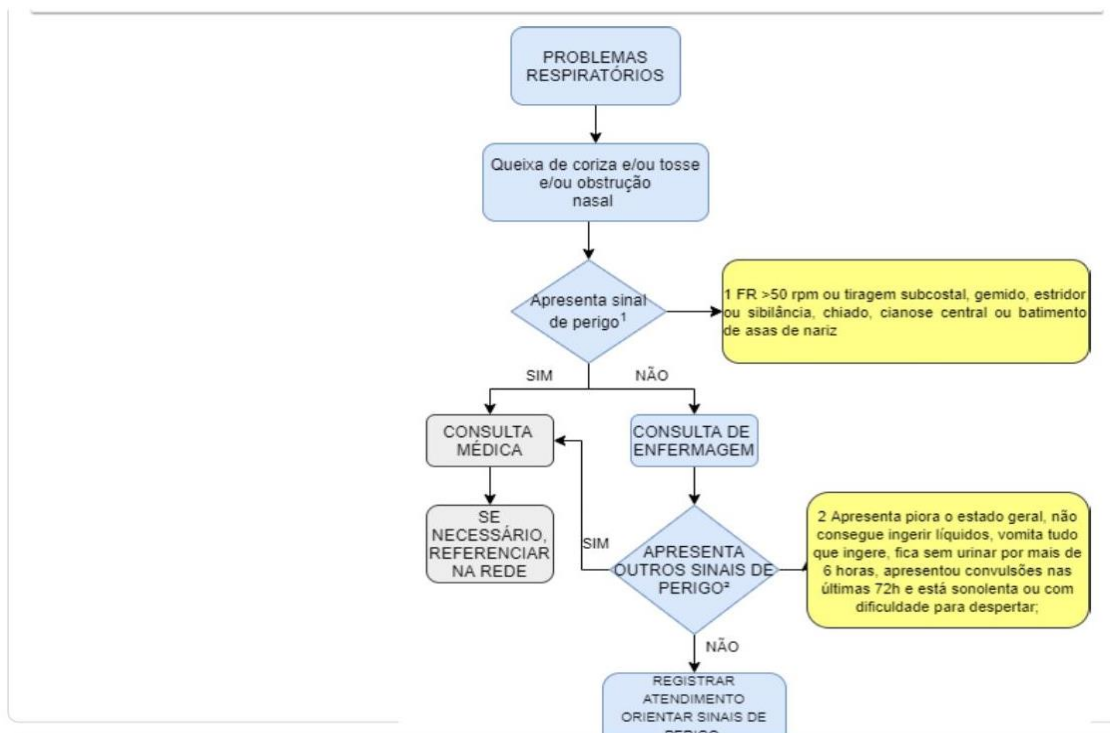 PROBLEMAS
RESPIRATÓRIOS
Queixa de coriza e/ou tosse
e/ou obstrução
nasal
Apresenta sinal
de perigo¹
1 FR >50 rpm ou tiragem subcostal, gemido, estridor
ou sibilância, chiado, cianose central ou batimento
de asas de nariz
SIM
NÃO
CONSULTA
MÉDICA
CONSULTA DE
ENFERMAGEM
SE
NECESSÁRIO,
REFERENCIAR
NA REDE
SIM
APRESENTA
OUTROS SINAIS DE
PERIGO²
2 Apresenta piora o estado geral, não
consegue ingerir líquidos, vomita tudo
que ingere, fica sem urinar por mais de
6 horas, apresentou convulsões nas
últimas 72h e está sonolenta ou com
dificuldade para despertar;
NÃO
REGISTRAR
ATENDIMENTO
ORIENTAR SINAIS DE